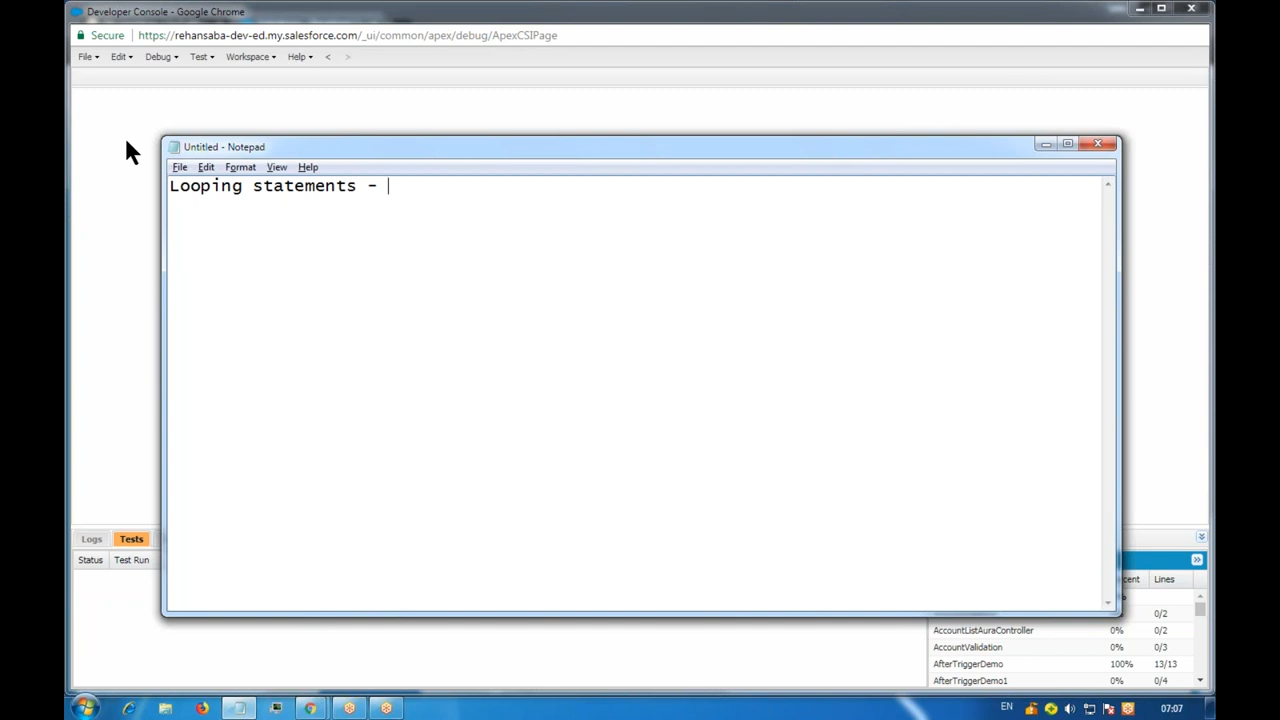 Developer Console - Google Chrome
Secure | https://rehansaba-dev-ed.my.salesforce.com/_ui/common/apex/debug/ApexCSIPage
File Edit Debug Test Workspace Help < >
Untitled - Notepad
File Edit Format View Help
Looping statements -
Logs Tests
Status Test Run
cent Lines
%
0/2
AccountListAuraController 0% 0/2
AccountValidation 0% 0/3
AfterTriggerDemo 100% 13/13
AfterTriggerDemo1 0% 0/4
EN 07:07